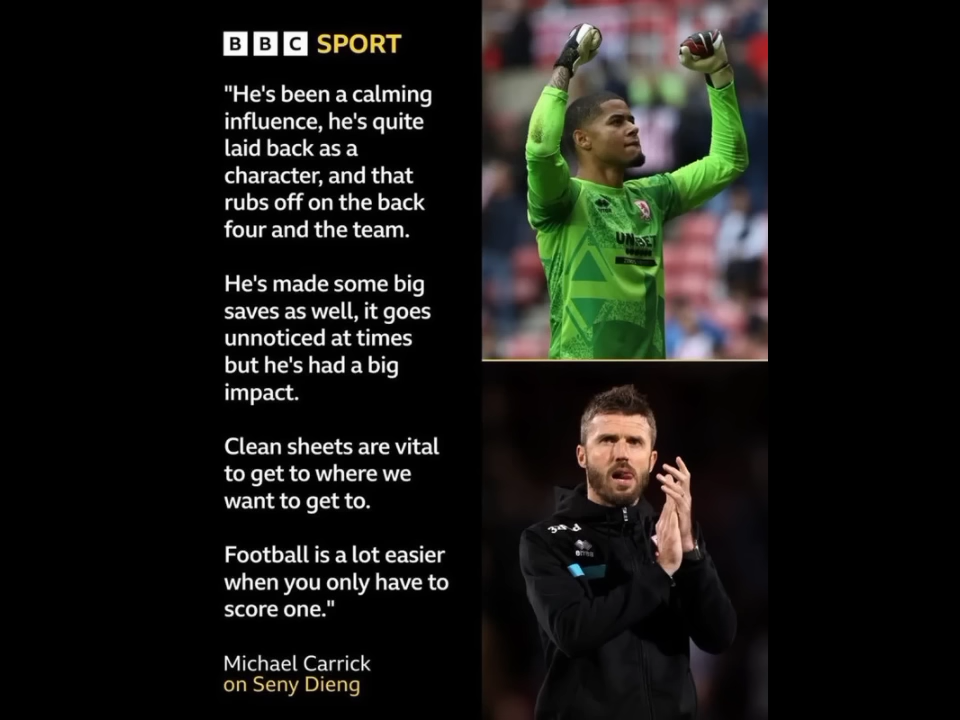 BBC SPORT
"He's been a calming
influence, he's quite
laid back as a
character, and that
rubs off on the back
four and the team.
He's made some big
saves as well, it goes
unnoticed at times
but he's had a big
impact.
Clean sheets are vital
to get to where we
want to get to.
Football is a lot easier
when you only have to
score one."
Michael Carrick
on Seny Dieng
errea